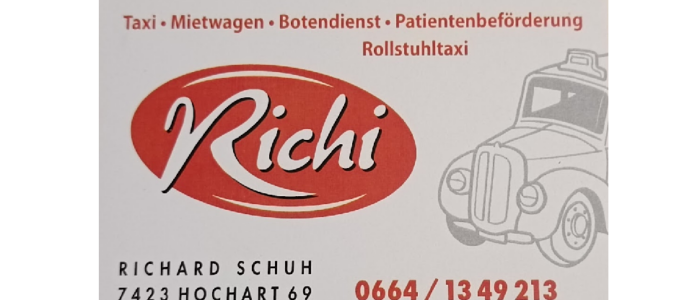 Taxi • Mietwagen • Botendienst • Patientenbeförderung
Rollstuhltaxi
Richi
RICHARD SCHUH
7423 HOCHART 69
0664 / 13 49 213